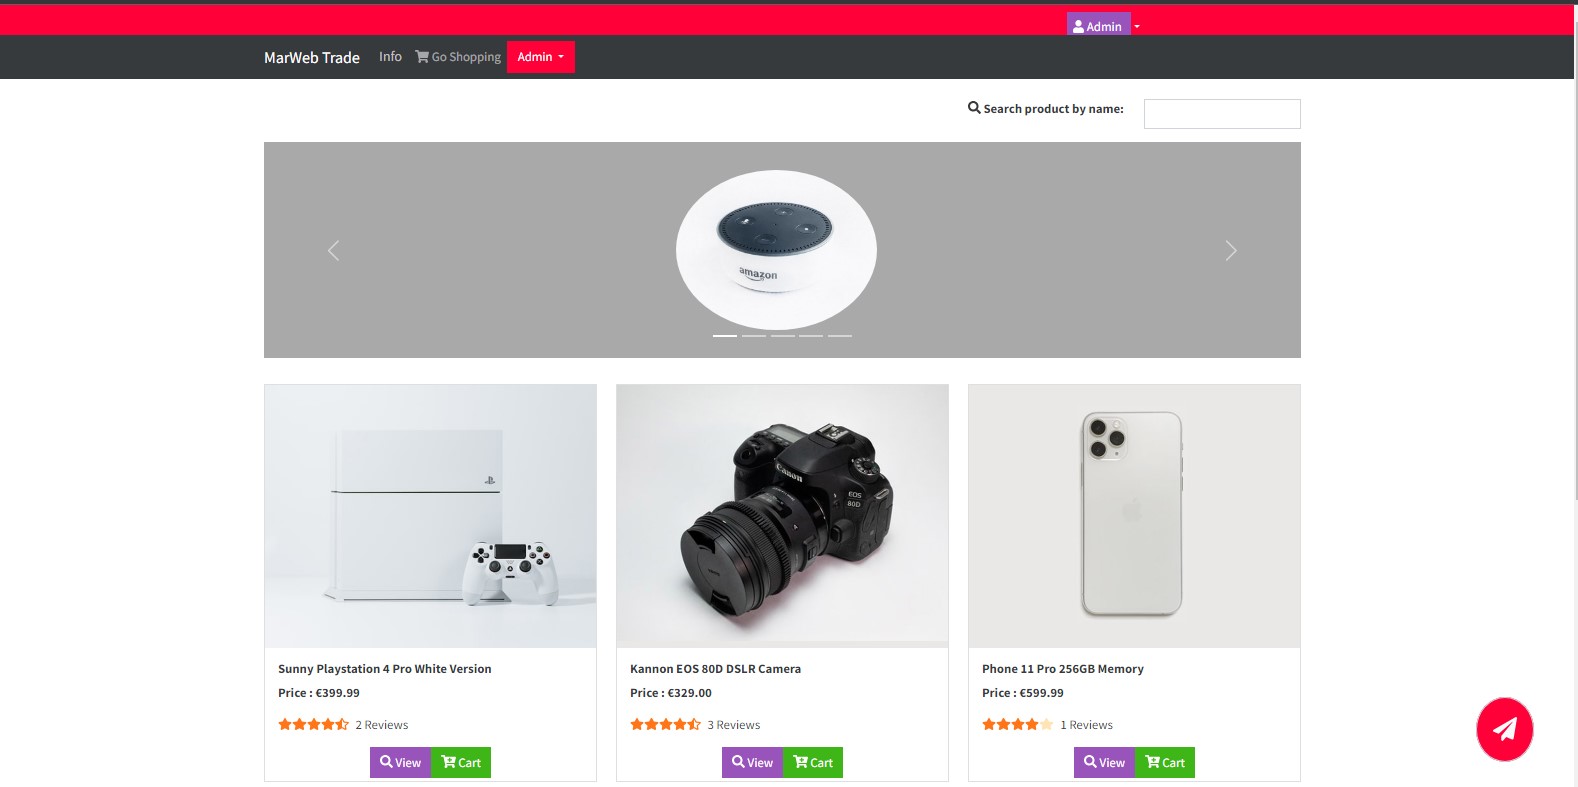 Admin
MarWeb Trade Info Go Shopping Admin
Search product by name:
amazon
Canon
EOS
80D
Sunny Playstation 4 Pro White Version
Price : €399.99
2 Reviews
View Cart
Kannon EOS 80D DSLR Camera
Price : €329.00
3 Reviews
View Cart
Phone 11 Pro 256GB Memory
Price : €599.99
1 Reviews
View Cart